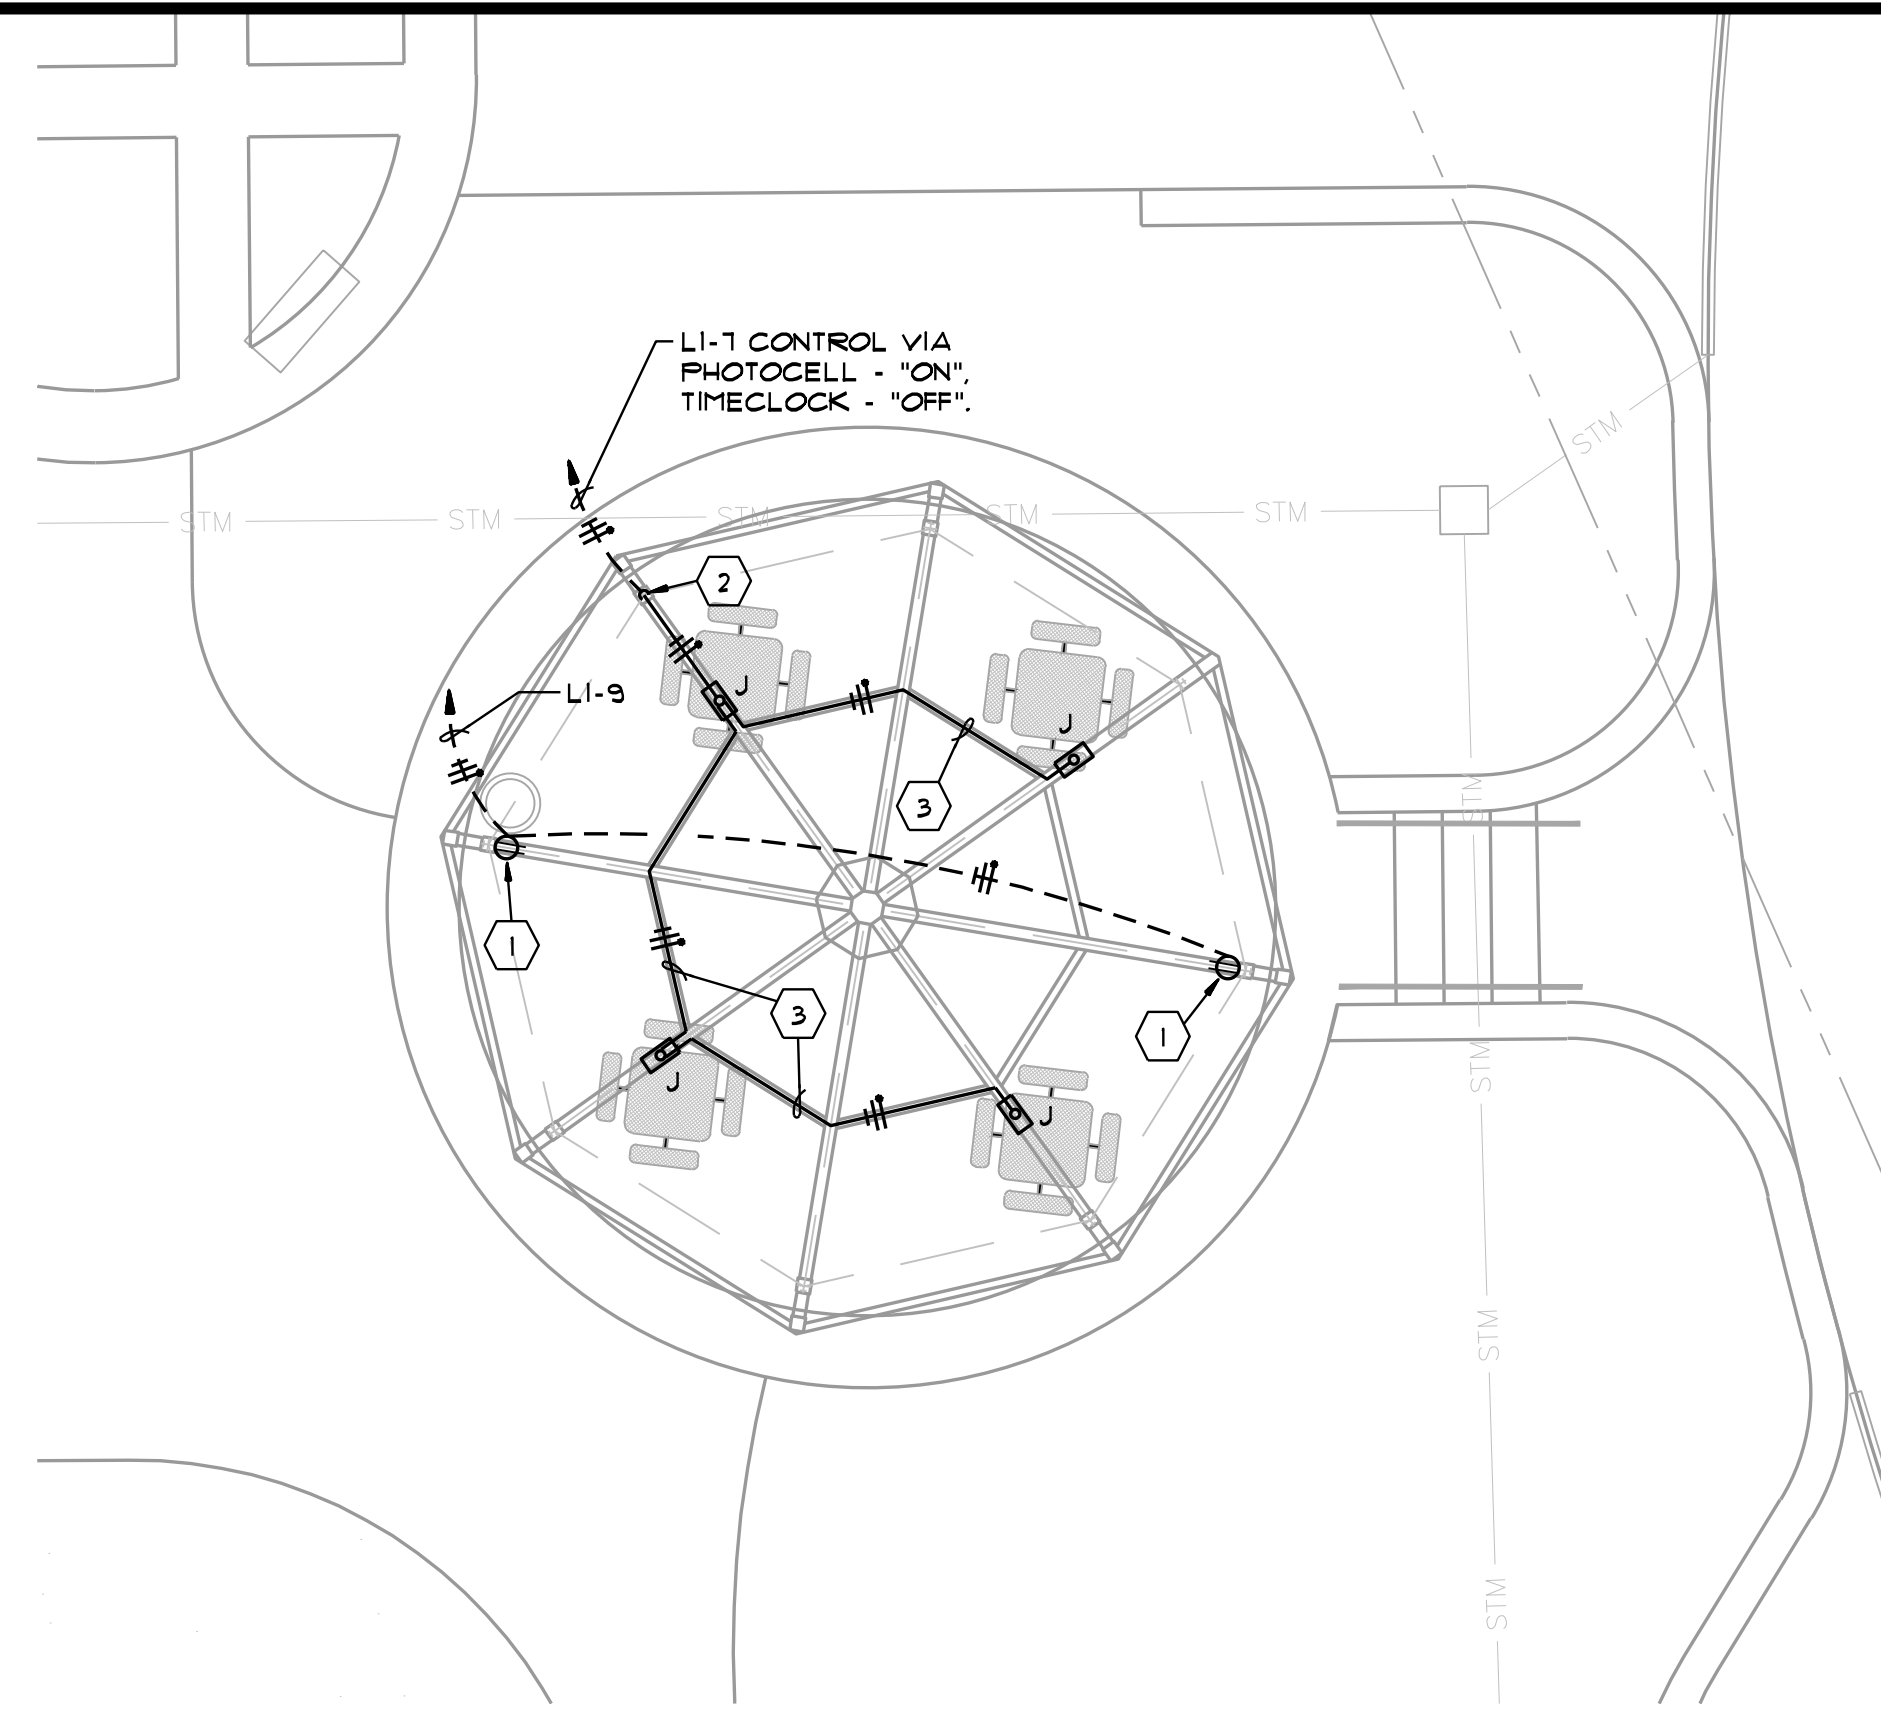 L1-7 CONTROL VIA
PHOTOCELL - "ON",
TIMECLOCK - "OFF".
STM
STM
STM
STM
STM
STM
2
L1-9
J
J
3
STM
1
3
1
J
J
STM
STM
STM